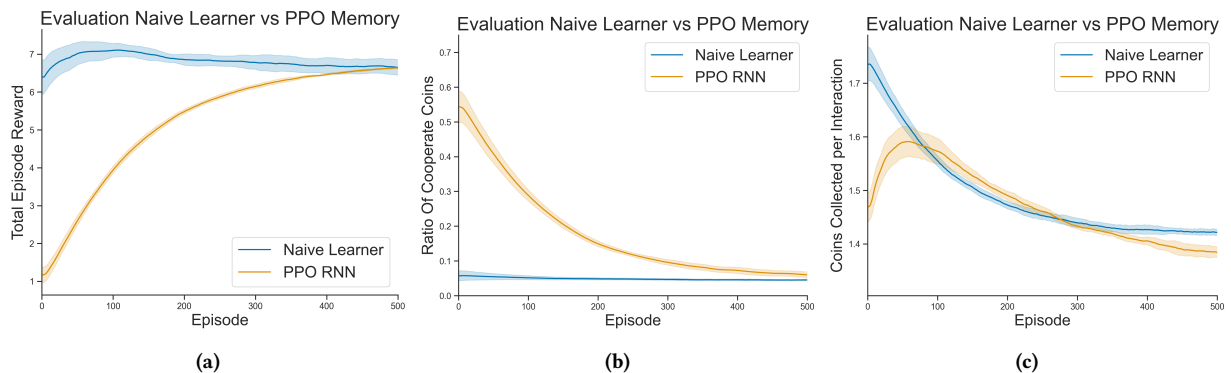 Evaluation Naive Learner vs PPO Memory
Total Episode Reward
7
6
5
4
3
2
1
0
100
200
300
400
500
Episode
Naive Learner
PPO RNN
(a)
Evaluation Naive Learner vs PPO Memory
Ratio Of Cooperate Coins
0.7
0.6
0.5
0.4
0.3
0.2
0.1
0.0
0
100
200
300
400
500
Episode
Naive Learner
PPO RNN
(b)
Evaluation Naive Learner vs PPO Memory
Coins Collected per Interaction
1.7
1.6
1.5
1.4
0
100
200
300
400
500
Episode
Naive Learner
PPO RNN
(c)